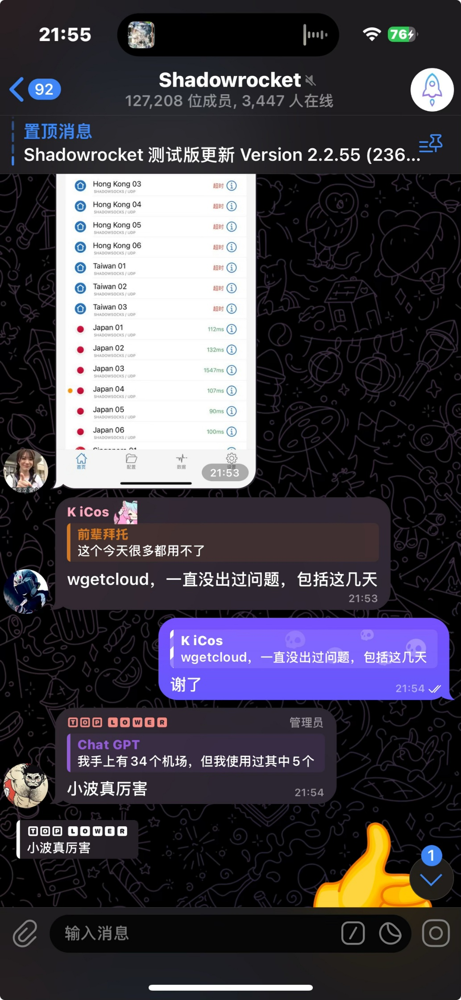 21:55
76
92
Shadowrocket
127,208 位成员, 3,447 人在线
置顶消息
Shadowrocket 测试版更新 Version 2.2.55 (236...
Hong Kong 03
超时
SHADOWSOCKS / UDP
Hong Kong 04
超时
SHADOWSOCKS / UDP
Hong Kong 05
超时
SHADOWSOCKS / UDP
Hong Kong 06
超时
SHADOWSOCKS / UDP
Taiwan 01
超时
SHADOWSOCKS / UDP
Taiwan 02
超时
SHADOWSOCKS / UDP
Taiwan 03
超时
SHADOWSOCKS / UDP
Japan 01
112ms
SHADOWSOCKS / UDP
Japan 02
132ms
SHADOWSOCKS / UDP
Japan 03
1547ms
SHADOWSOCKS / UDP
Japan 04
107ms
SHADOWSOCKS / UDP
Japan 05
90ms
SHADOWSOCKS / UDP
Japan 06
100ms
SHADOWSOCKS / UDP
Singapore 01
首页
配置
数据
设置
21:53
K iCos
前辈拜托
这个今天很多都用不了
wgetcloud，一直没出过问题，包括这几天
21:53
K iCos
wgetcloud，一直没出过问题，包括这几天
谢了
21:54
TOP LOWER
管理员
Chat GPT
我手上有34个机场，但我使用过其中5个
小波真厉害
21:54
TOP LOWER
小波真厉害
1
输入消息